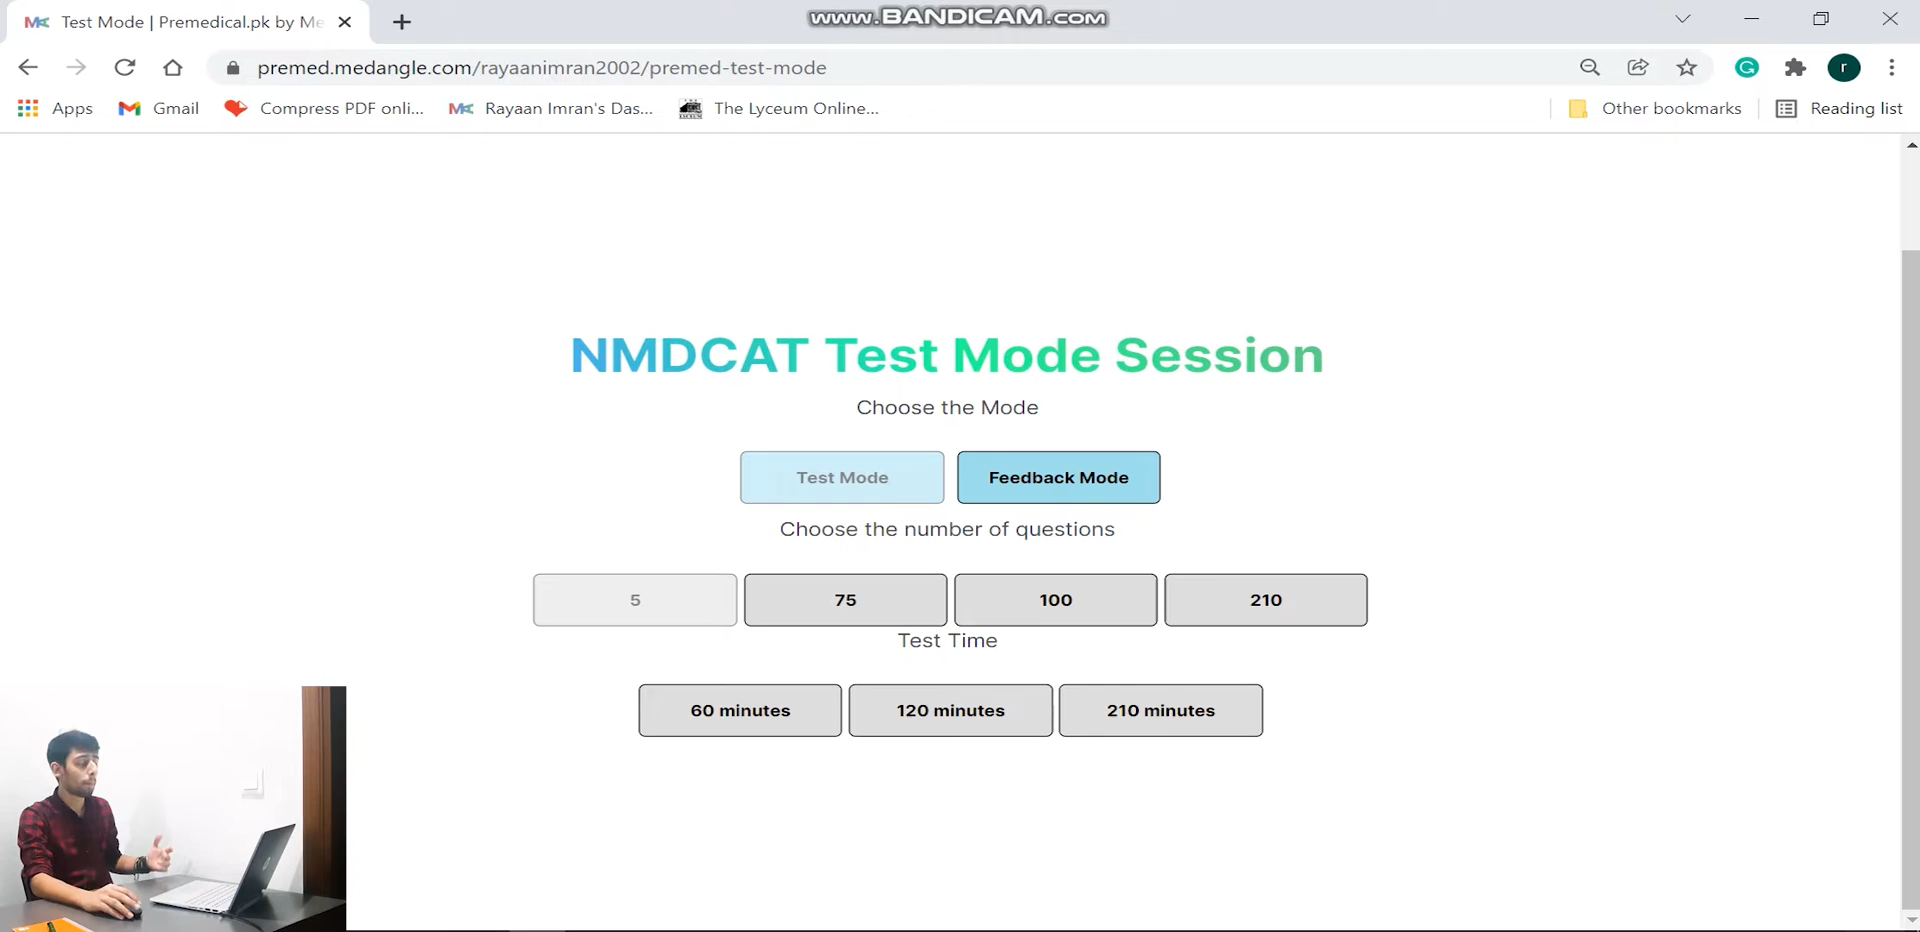 Test Mode | Premedical.pk by Me
www.BANDICAM.com
premed.medangle.com/rayaanimran2002/premed-test-mode
r
Apps
Gmail
Compress PDF onli...
Rayaan Imran's Das...
The Lyceum Online...
Other bookmarks
Reading list
NMDCAT Test Mode Session
Choose the Mode
Test Mode
Feedback Mode
Choose the number of questions
5
75
100
210
Test Time
60 minutes
120 minutes
210 minutes